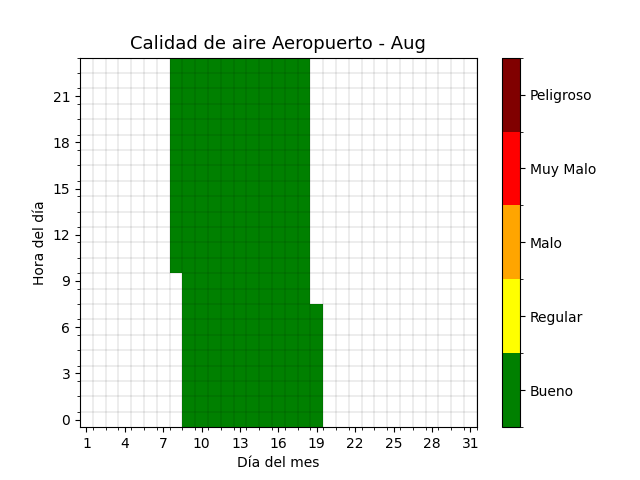 Calidad de aire Aeropuerto - Aug
Hora del día
21
18
15
12
9
6
3
0
1 4 7 10 13 16 19 22 25 28 31
Día del mes
Peligroso
Muy Malo
Malo
Regular
Bueno